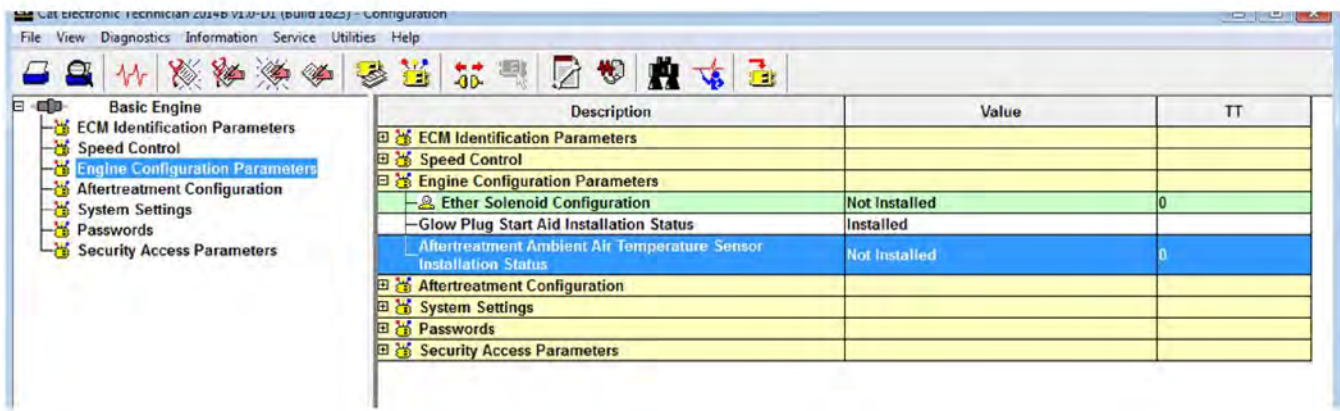 Cat Electronic Technician 2014B v1.0-D1 (Build 1623) - Configuration
File View Diagnostics Information Service Utilities Help
Basic Engine
ECM Identification Parameters
Speed Control
Engine Configuration Parameters
Aftertreatment Configuration
System Settings
Passwords
Security Access Parameters
Description Value TT
ECM Identification Parameters
Speed Control
Engine Configuration Parameters
Ether Solenoid Configuration Not Installed 0
Glow Plug Start Aid Installation Status Installed
Aftertreatment Ambient Air Temperature Sensor
Installation Status Not Installed 0
Aftertreatment Configuration
System Settings
Passwords
Security Access Parameters